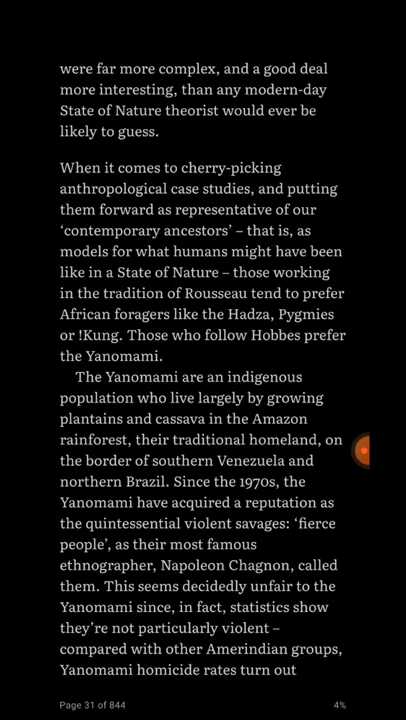 were far more complex, and a good deal
more interesting, than any modern-day
State of Nature theorist would ever be
likely to guess.
When it comes to cherry-picking
anthropological case studies, and putting
them forward as representative of our
‘contemporary ancestors’ – that is, as
models for what humans might have been
like in a State of Nature – those working
in the tradition of Rousseau tend to prefer
African foragers like the Hadza, Pygmies
or !Kung. Those who follow Hobbes prefer
the Yanomami.
The Yanomami are an indigenous
population who live largely by growing
plantains and cassava in the Amazon
rainforest, their traditional homeland, on
the border of southern Venezuela and
northern Brazil. Since the 1970s, the
Yanomami have acquired a reputation as
the quintessential violent savages: ‘fierce
people’, as their most famous
ethnographer, Napoleon Chagnon, called
them. This seems decidedly unfair to the
Yanomami since, in fact, statistics show
they’re not particularly violent –
compared with other Amerindian groups,
Yanomami homicide rates turn out
Page 31 of 844 4%